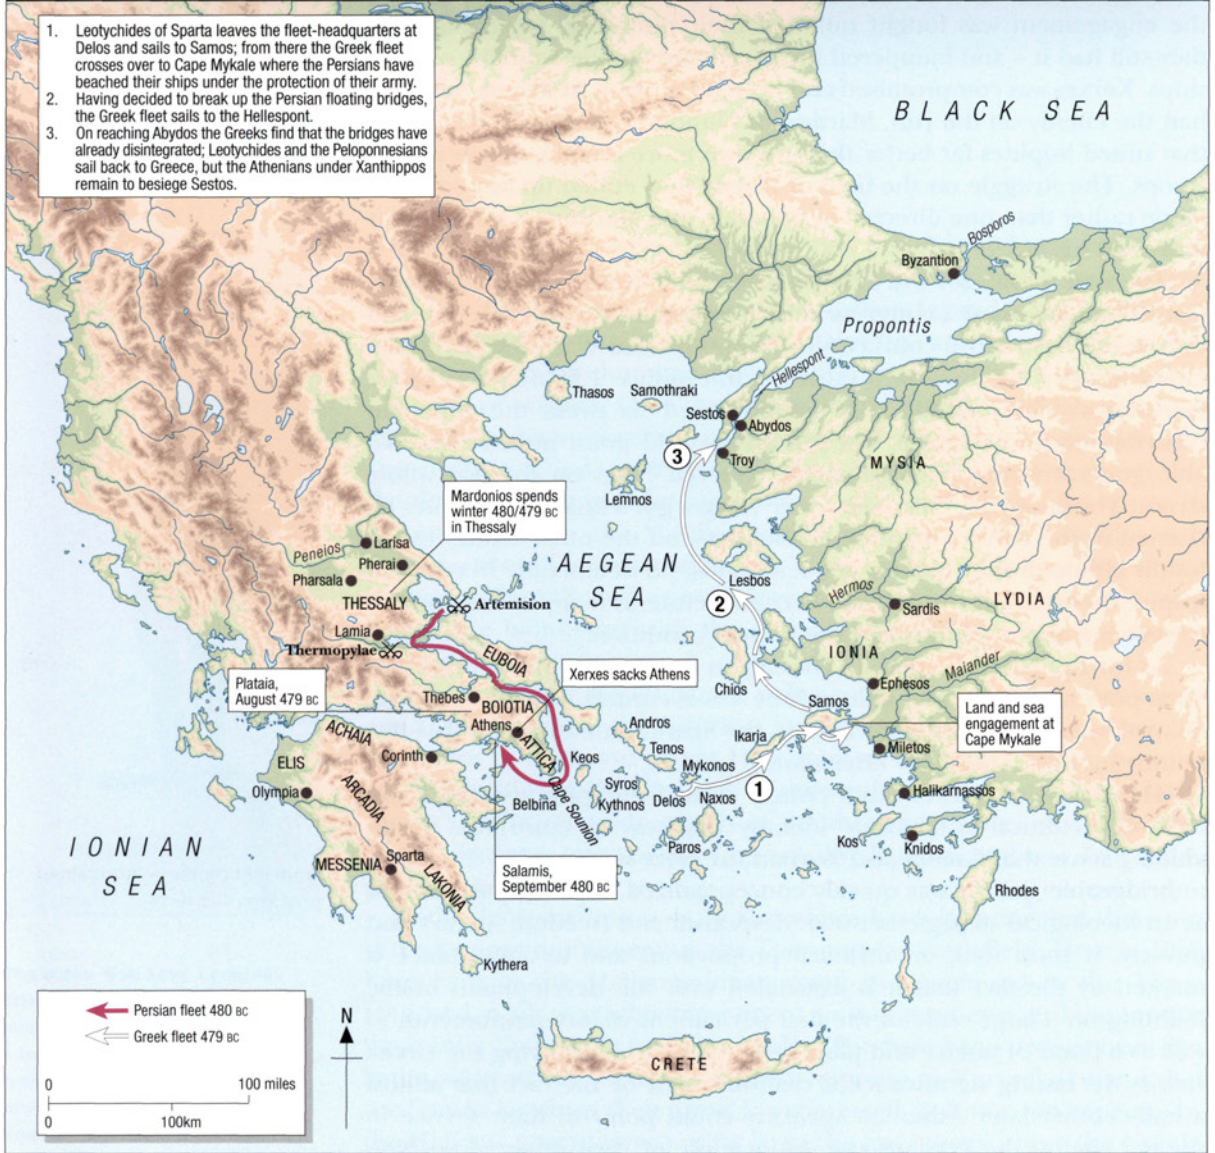 1. Leotychides of Sparta leaves the fleet-headquarters at
Delos and sails to Samos; from there the Greek fleet
crosses over to Cape Mykale where the Persians have
beached their ships under the protection of their army.
2. Having decided to break up the Persian floating bridges,
the Greek fleet sails to the Hellespont.
3. On reaching Abydos the Greeks find that the bridges have
already disintegrated; Leotychides and the Peloponnesians
sail back to Greece, but the Athenians under Xanthippos
remain to besiege Sestos.
BLACK SEA
Bosporos
Byzantion
Propontis
Hellespont
Thasos
Samothraki
Sestos
Abydos
3
Troy
MYSIA
Lemnos
Mardonios spends
winter 480/479 BC
in Thessaly
Peneios
Larisa
Pherai
Pharsala
THESSALY
Artemision
AEGEAN
SEA
Lesbos
2
Hermos
Sardis
LYDIA
Lamia
Thermopylae
EUBOIA
IONIA
Maiander
Xerxes sacks Athens
Plataia,
August 479 BC
Thebes
BOIOTIA
Chios
Ephesos
Samos
Land and sea
engagement at
Cape Mykale
Athens
ATTICA
ACHAIA
Andros
Tenos
Ikarja
Miletos
ELIS
Corinth
Keos
Mykonos
Olympia
ARCADIA
Belbina
Cape Sounion
Syros
Kythnos
Delos
Naxos
1
Halikarnassos
Paros
Kos
Knidos
IONIAN
SEA
MESSENIA
Sparta
LAKONIA
Salamis,
September 480 BC
Rhodes
Kythera
CRETE
Persian fleet 480 BC
Greek fleet 479 BC
N
0 100 miles
0 100km